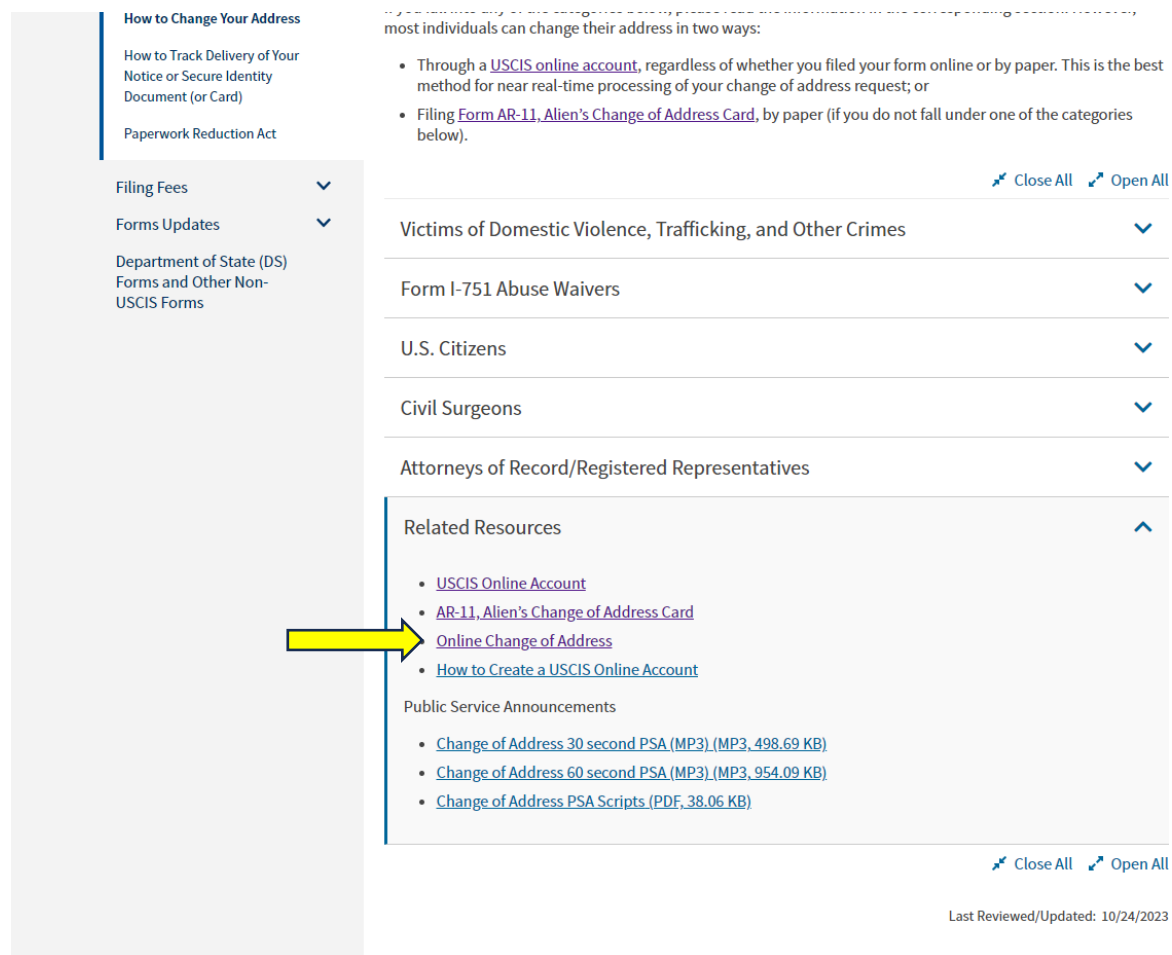 How to Change Your Address
How to Track Delivery of Your
Notice or Secure Identity
Document (or Card)
Paperwork Reduction Act
Filing Fees
Forms Updates
Department of State (DS)
Forms and Other Non-
USCIS Forms
most individuals can change their address in two ways:
• Through a USCIS online account, regardless of whether you filed your form online or by paper. This is the best
method for near real-time processing of your change of address request; or
• Filing Form AR-11, Alien’s Change of Address Card, by paper (if you do not fall under one of the categories
below).
Close All Open All
Victims of Domestic Violence, Trafficking, and Other Crimes
Form I-751 Abuse Waivers
U.S. Citizens
Civil Surgeons
Attorneys of Record/Registered Representatives
Related Resources
• USCIS Online Account
• AR-11, Alien’s Change of Address Card
• Online Change of Address
• How to Create a USCIS Online Account
Public Service Announcements
• Change of Address 30 second PSA (MP3) (MP3, 498.69 KB)
• Change of Address 60 second PSA (MP3) (MP3, 954.09 KB)
• Change of Address PSA Scripts (PDF, 38.06 KB)
Close All Open All
Last Reviewed/Updated: 10/24/2023